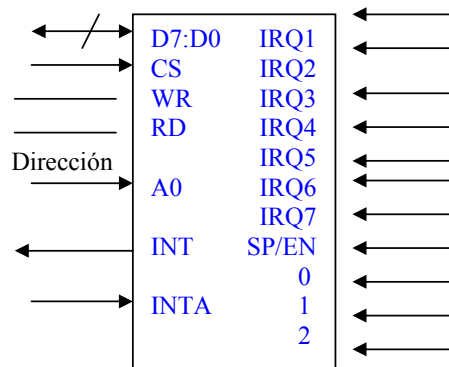 D7:D0 IRQ1
CS IRQ2
WR IRQ3
RD IRQ4
IRQ5
Dirección
A0 IRQ6
IRQ7
INT SP/EN
0
INTA 1
2